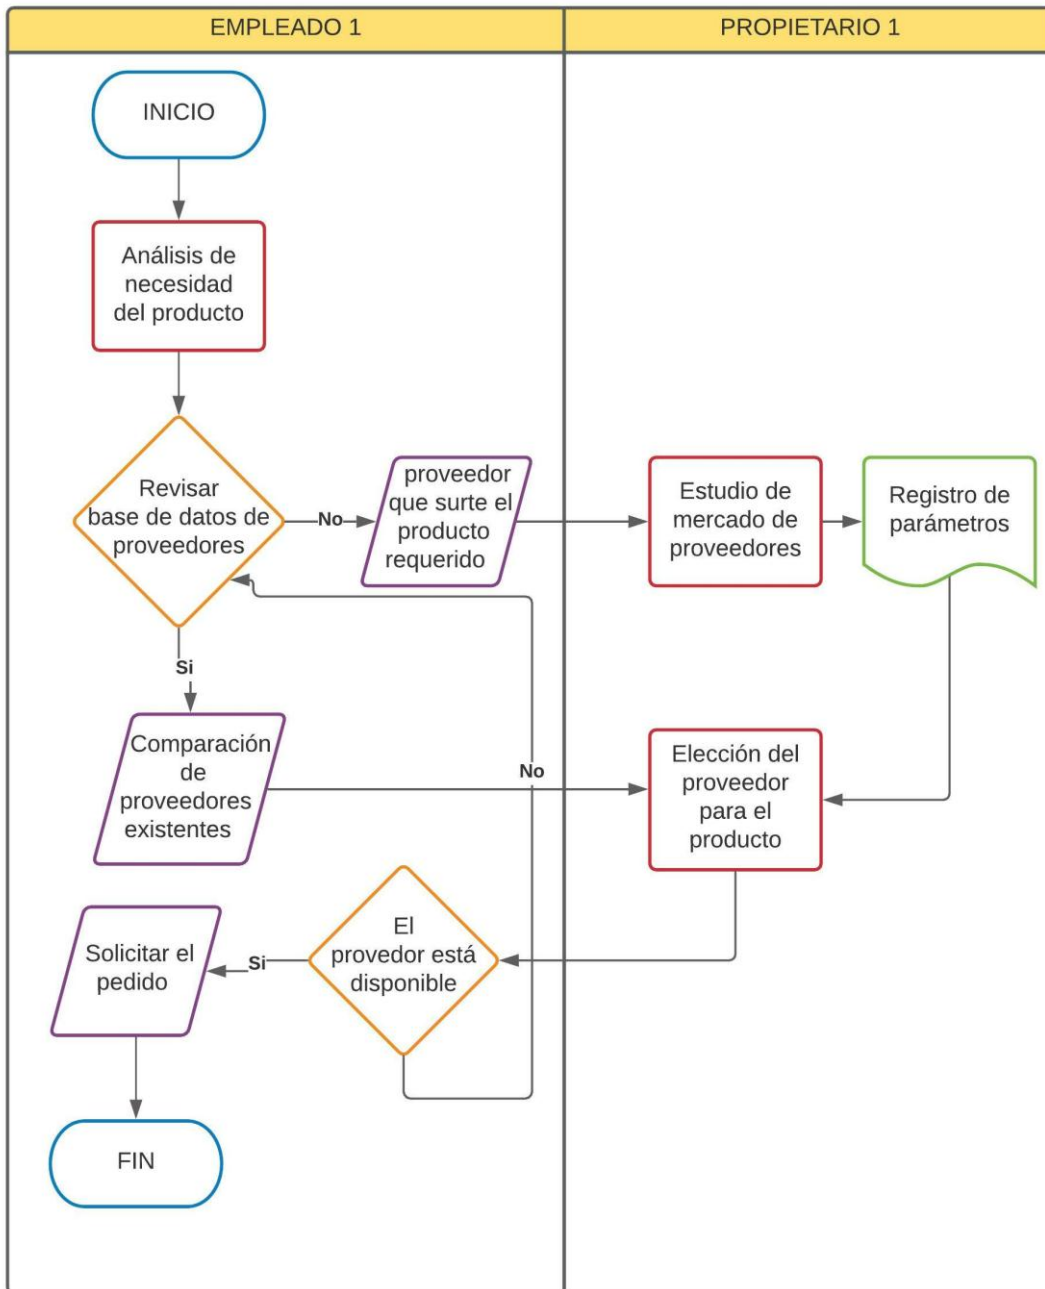 EMPLEADO 1
PROPIETARIO 1
INICIO
Análisis de
necesidad
del producto
Revisar
base de datos de
proveedores
No
proveedor
que surte el
producto
requerido
Estudio de
mercado de
proveedores
Registro de
parámetros
Si
Comparación
de
proveedores
existentes
No
Elección del
proveedor
para el
producto
El
provedor está
disponible
Si
Solicitar el
pedido
FIN